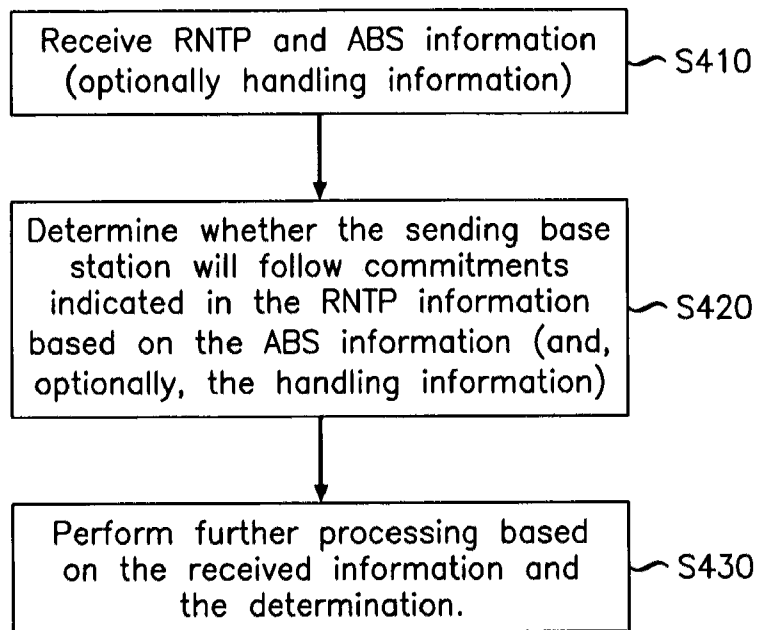 Receive RNTP and ABS information
(optionally handling information)
S410
Determine whether the sending base
station will follow commitments
indicated in the RNTP information
based on the ABS information (and,
optionally, the handling information)
S420
Perform further processing based
on the received information and
the determination.
S430